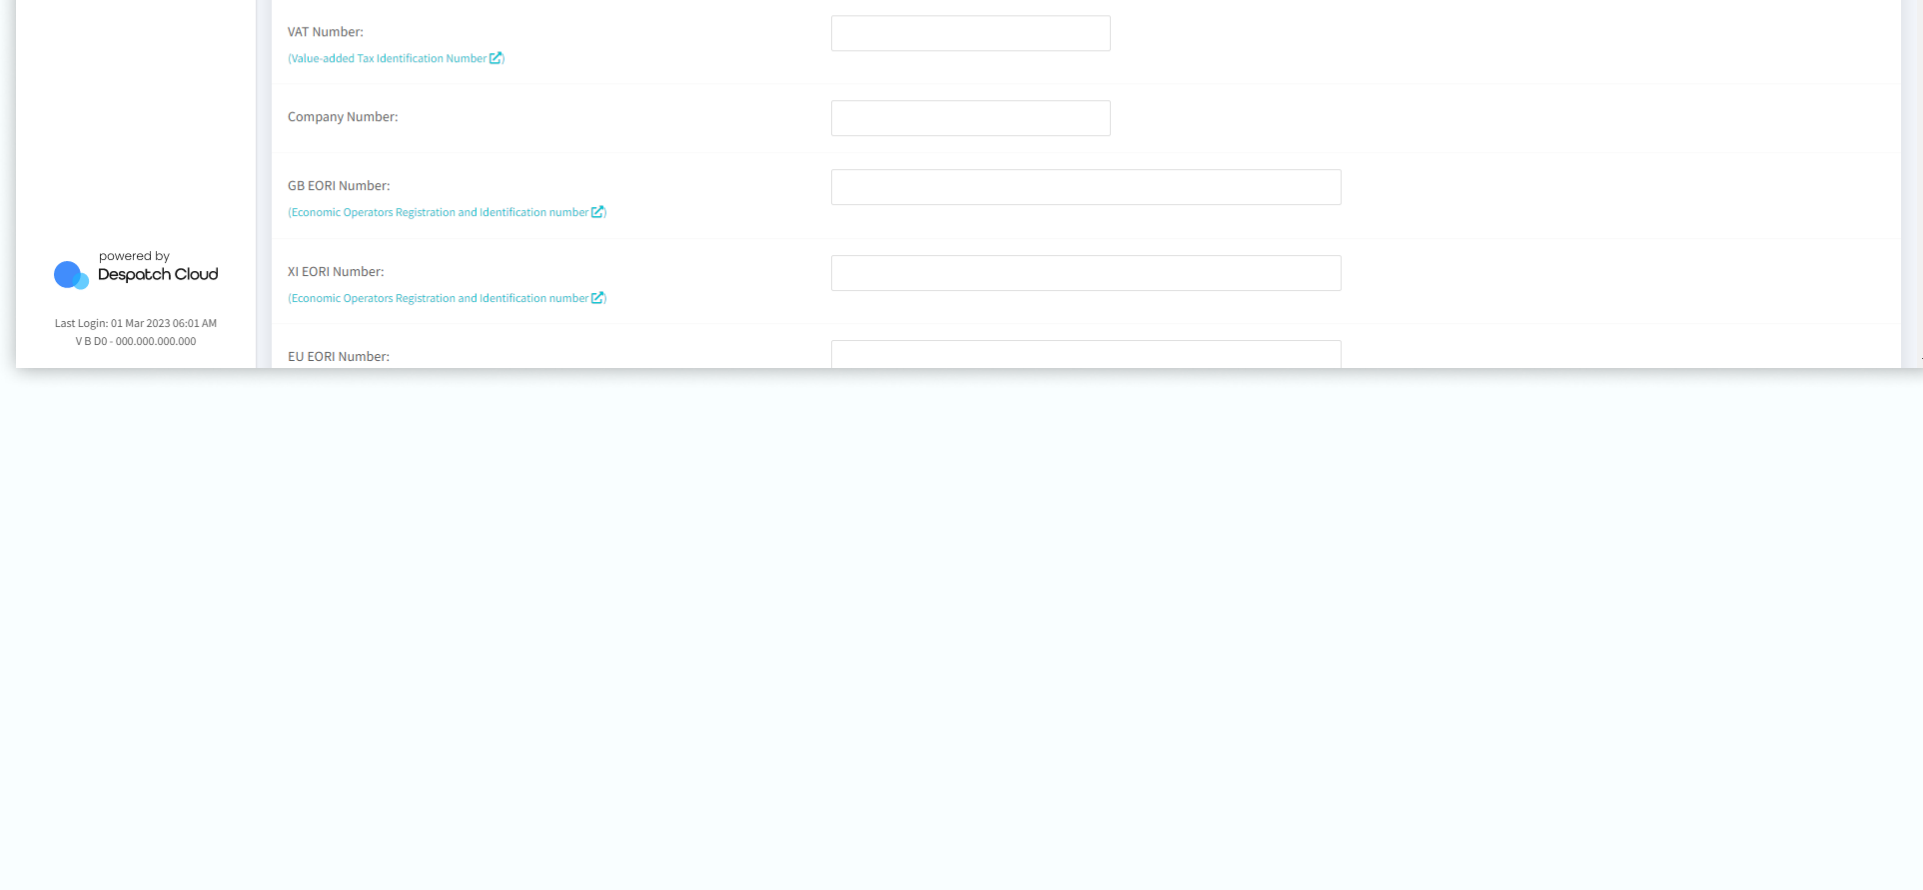 VAT Number:
(Value-added Tax Identification Number)
Company Number:
GB EORI Number:
(Economic Operators Registration and Identification number)
XI EORI Number:
(Economic Operators Registration and Identification number)
EU EORI Number:
powered by
Despatch Cloud
Last Login: 01 Mar 2023 06:01 AM
V B D0 - 000.000.000.000